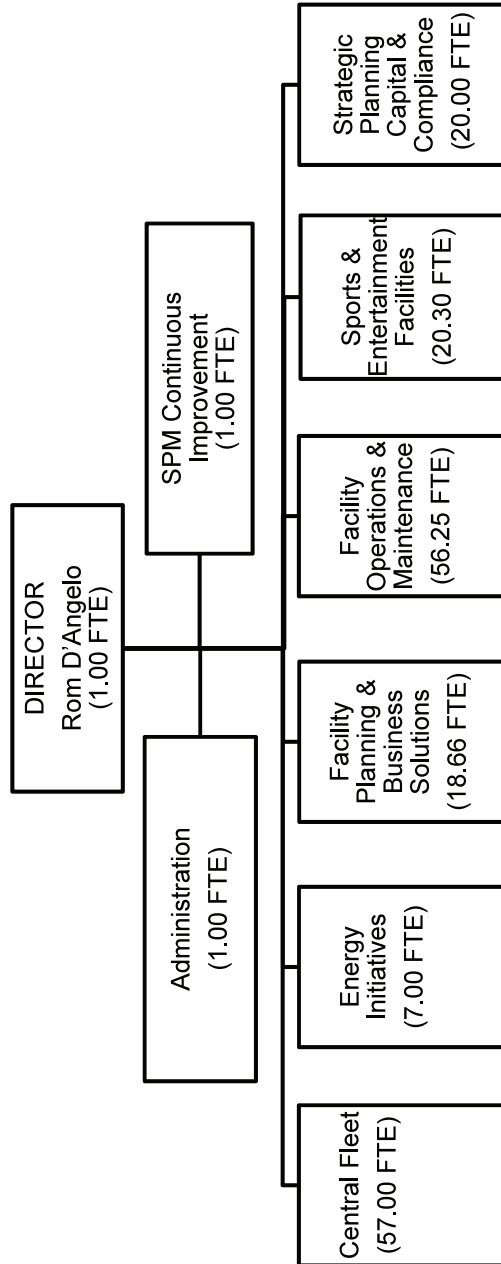 DIRECTOR
Rom D’Angelo
(1.00 FTE)
Administration
(1.00 FTE)
SPM Continuous
Improvement
(1.00 FTE)
Central Fleet
(57.00 FTE)
Energy
Initiatives
(7.00 FTE)
Facility
Planning &
Business
Solutions
(18.66 FTE)
Facility
Operations &
Maintenance
(56.25 FTE)
Sports &
Entertainment
Facilities
(20.30 FTE)
Strategic
Planning
Capital &
Compliance
(20.00 FTE)